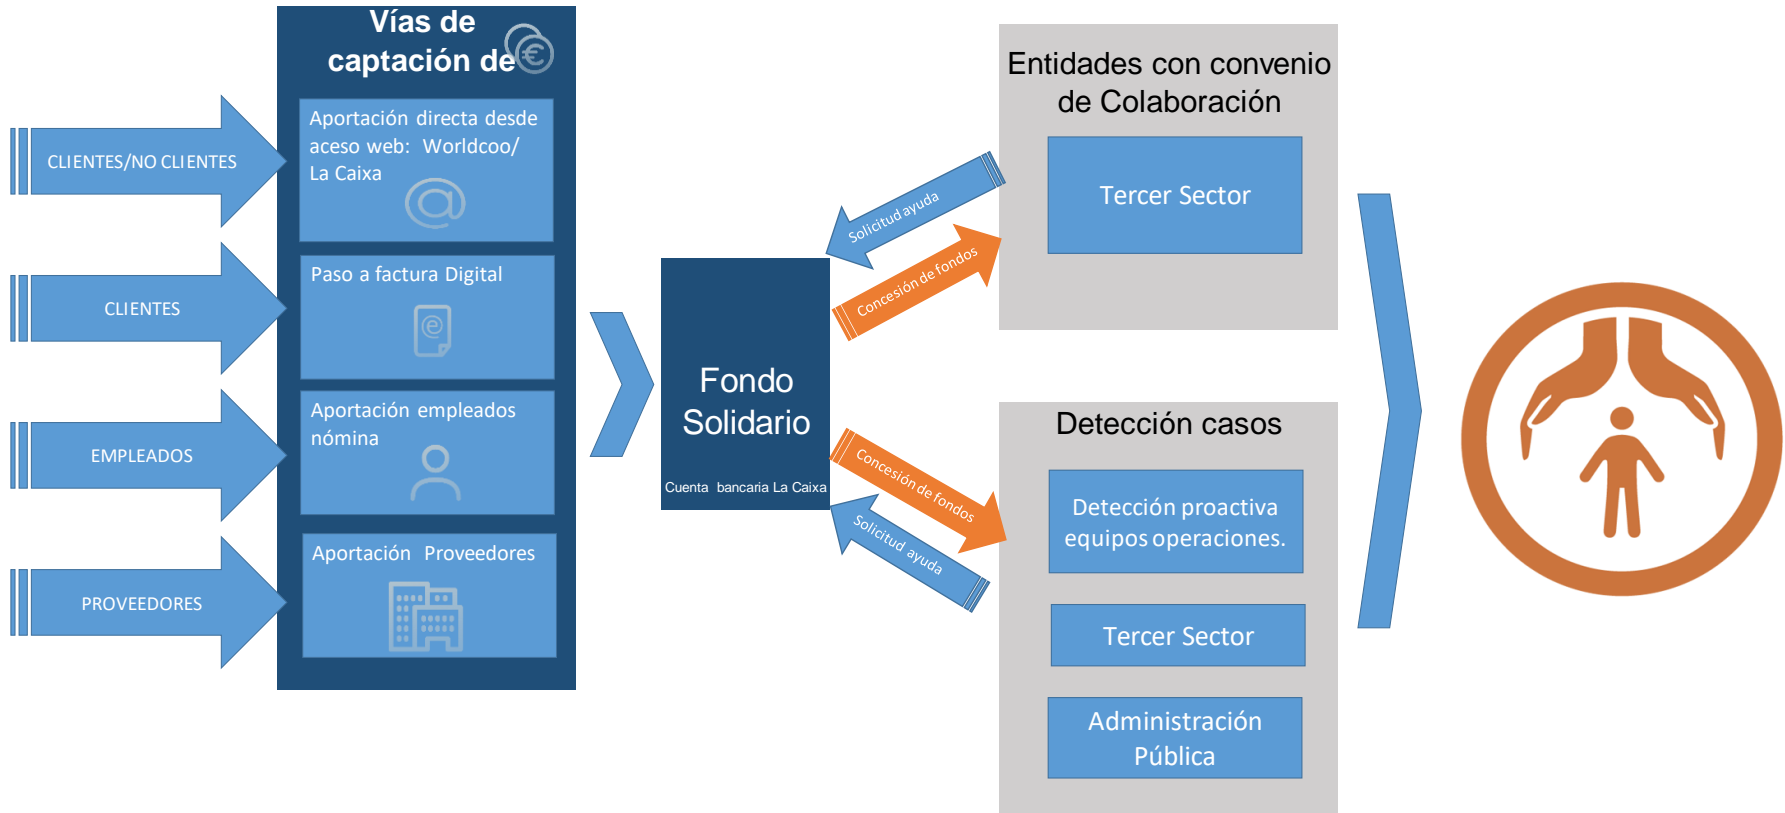 Vías de
captación de
CLIENTES/NO CLIENTES
Aportación directa desde
aceso web: Worldcoo/
La Caixa
CLIENTES
Paso a factura Digital
EMPLEADOS
Aportación empleados
nómina
PROVEEDORES
Aportación Proveedores
Fondo
Solidario
Cuenta bancaria La Caixa
Solicitud ayuda
Concesión de fondos
Concesión de fondos
Solicitud ayuda
Entidades con convenio
de Colaboración
Tercer Sector
Detección casos
Detección proactiva
equipos operaciones.
Tercer Sector
Administración
Pública